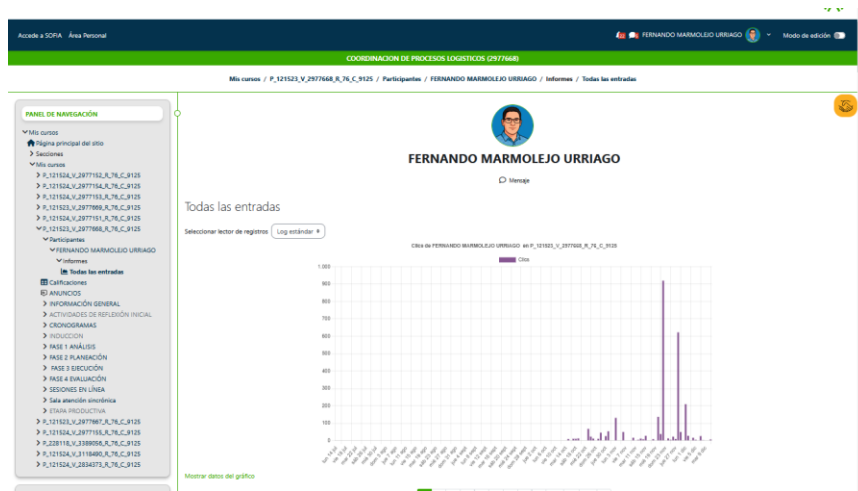 Accede a SOFIA Área Personal FERNANDO MARMOLEJO URRIAGO Modo de edición
COORDINACION DE PROCESOS LOGISTICOS (2977668)
Mis cursos / P_121523_V_2977668_R_76_C_9125 / Participantes / FERNANDO MARMOLEJO URRIAGO / Informes / Todas las entradas
PANEL DE NAVEGACIÓN
Mis cursos
Página principal del sitio
Secciones
Mis cursos
P_121524_V_2977152_R_76_C_9125
P_121524_V_2977154_R_76_C_9125
P_121524_V_2977153_R_76_C_9125
P_121523_V_2977669_R_76_C_9125
P_121524_V_2977151_R_76_C_9125
P_121523_V_2977668_R_76_C_9125
Participantes
FERNANDO MARMOLEJO URRIAGO
Informes
Todas las entradas
Calificaciones
ANUNCIOS
INFORMACIÓN GENERAL
ACTIVIDADES DE REFLEXIÓN INICIAL
CRONOGRAMAS
INDUCCION
FASE 1 ANÁLISIS
FASE 2 PLANEACIÓN
FASE 3 EJECUCIÓN
FASE 4 EVALUACIÓN
SESIONES EN LÍNEA
Sala atención sincrónica
ETAPA PRODUCTIVA
P_121523_V_2977667_R_76_C_9125
P_121524_V_2977155_R_76_C_9125
P_228118_V_3389056_R_76_C_9125
P_121524_V_3118490_R_76_C_9125
P_121524_V_2834373_R_76_C_9125
FERNANDO MARMOLEJO URRIAGO
Mensaje
Todas las entradas
Seleccionar lector de registros Log estándar
Clics de FERNANDO MARMOLEJO URRIAGO en P_121523_V_2977668_R_76_C_9125
Clics
1.000
900
800
700
600
500
400
300
200
100
0
Mostrar datos del gráfico